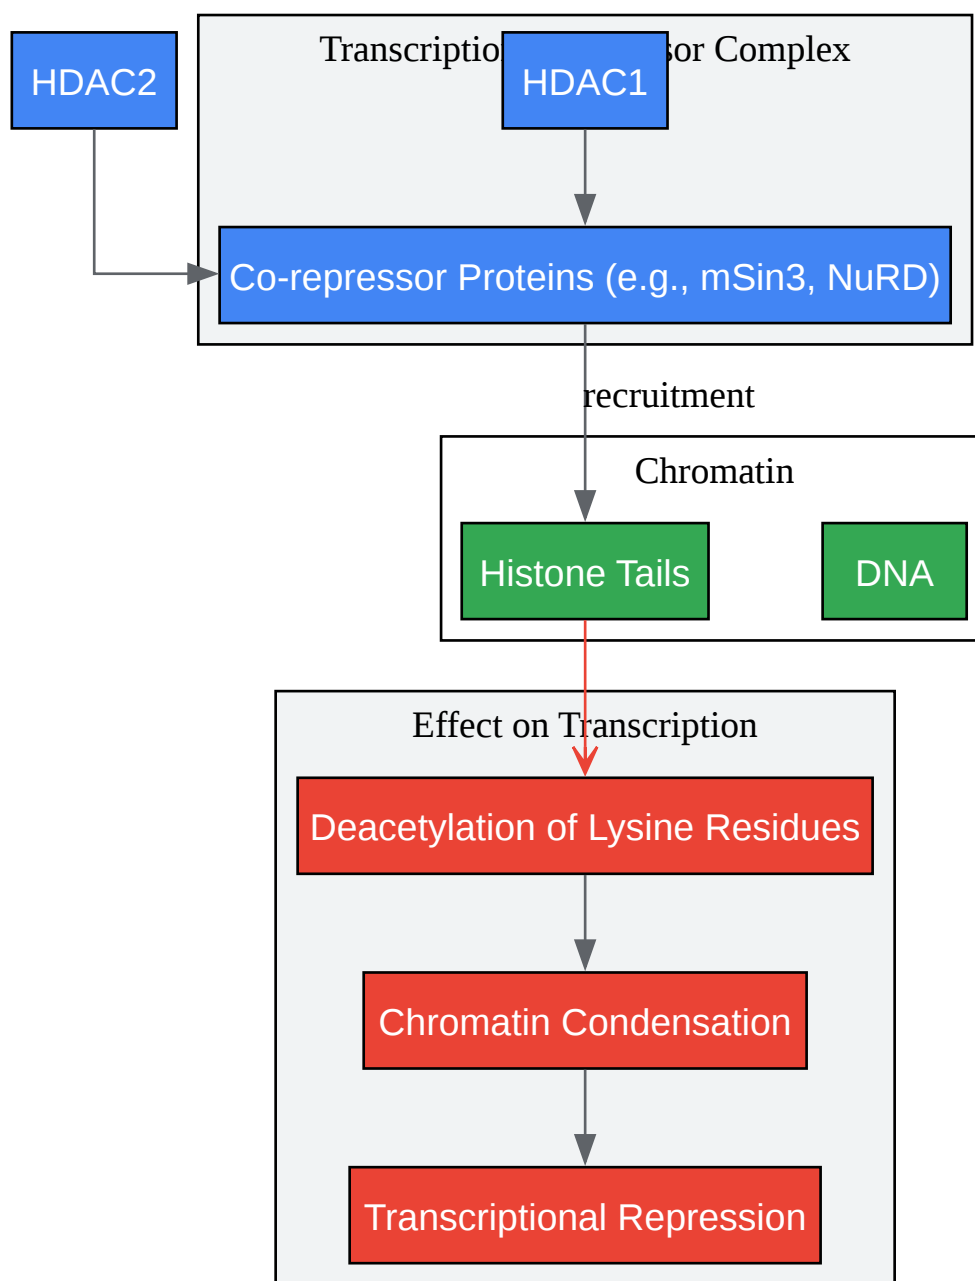 HDAC2
Transcription sor Complex
HDAC1
Co-repressor Proteins (e.g., mSin3, NuRD)
recruitment
Chromatin
Histone Tails
DNA
Effect on Transcription
Deacetylation of Lysine Residues
Chromatin Condensation
Transcriptional Repression